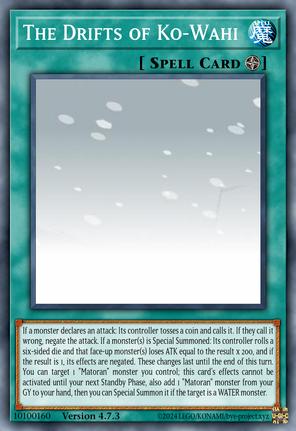 The Drifts of Ko-Wahi
魔
[ Spell Card ]
If a monster declares an attack: Its controller tosses a coin and calls it. If they call it
wrong, negate the attack. If a monster(s) is Special Summoned: Its controller rolls a
six-sided die and that face-up monster(s) loses ATK equal to the result x 200, and if
the result is 1, its effects are negated. These changes last until the end of this turn.
You can target 1 "Matoran" monster you control; this card's effects cannot be
activated until your next Standby Phase, also add 1 "Matoran" monster from your
GY to your hand, then you can Special Summon it if the target is a WATER monster.
10100160 Version 4.7.3 ©2024 LEGO/KONAMI/bye-project.xyz